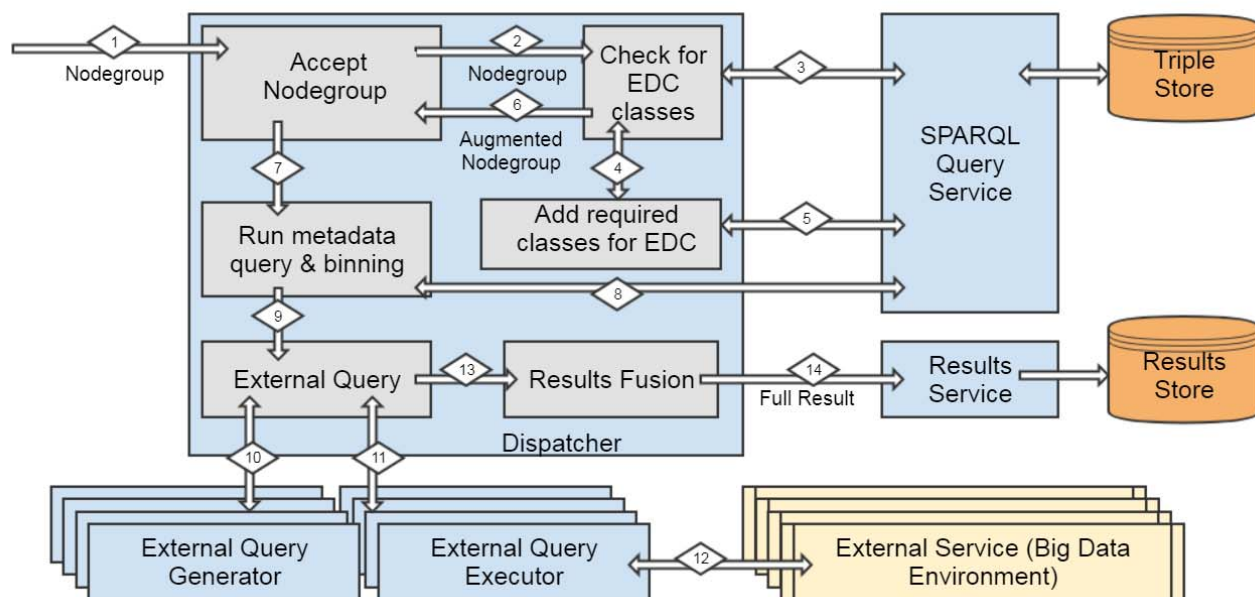 1
Nodegroup
Accept
Nodegroup
2
Nodegroup
6
Augmented
Nodegroup
Check for
EDC
classes
3
SPARQL
Query
Service
Triple
Store
7
4
Add required
classes for EDC
5
Run metadata
query & binning
8
9
External Query
13
Results Fusion
14
Full Result
Results
Service
Results
Store
Dispatcher
10
11
External Query
Generator
External Query
Executor
12
External Service (Big Data
Environment)